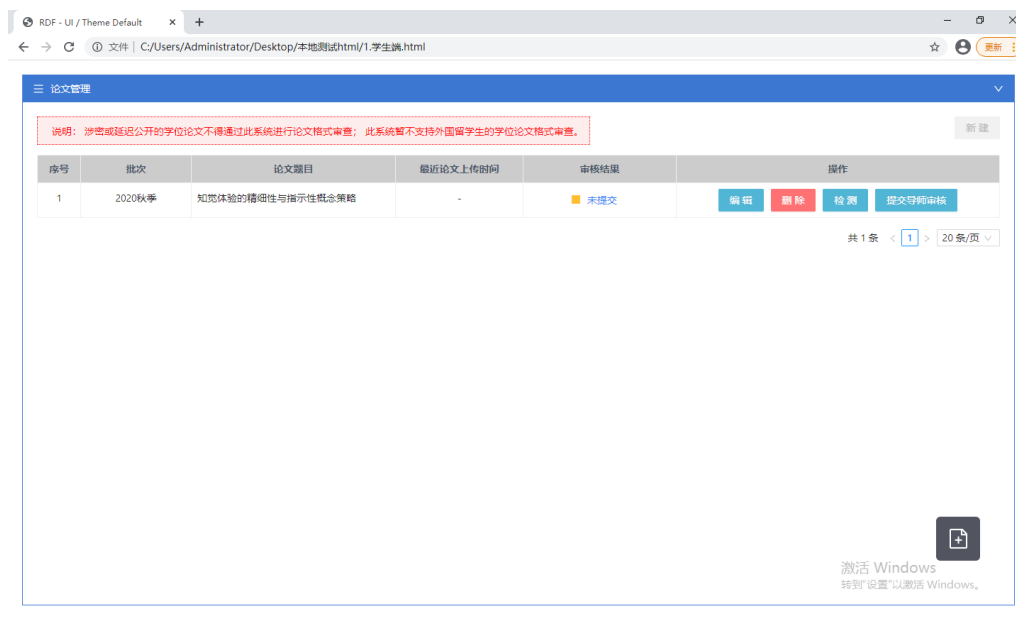 RDF - UI / Theme Default
文件 C:/Users/Administrator/Desktop/本地测试html/1.学生端.html 更新
论文管理
说明: 涉密或延迟公开的学位论文不得通过此系统进行论文格式审查; 此系统暂不支持外国留学生的学位论文格式审查。 新建
序号 批次 论文题目 最近论文上传时间 审核结果 操作
1 2020秋季 知觉体验的精细性与指示性概念策略 - 未提交 编辑 删除 检测 提交导师审核
共 1 条 < 1 > 20 条/页
激活 Windows
转到"设置"以激活 Windows。